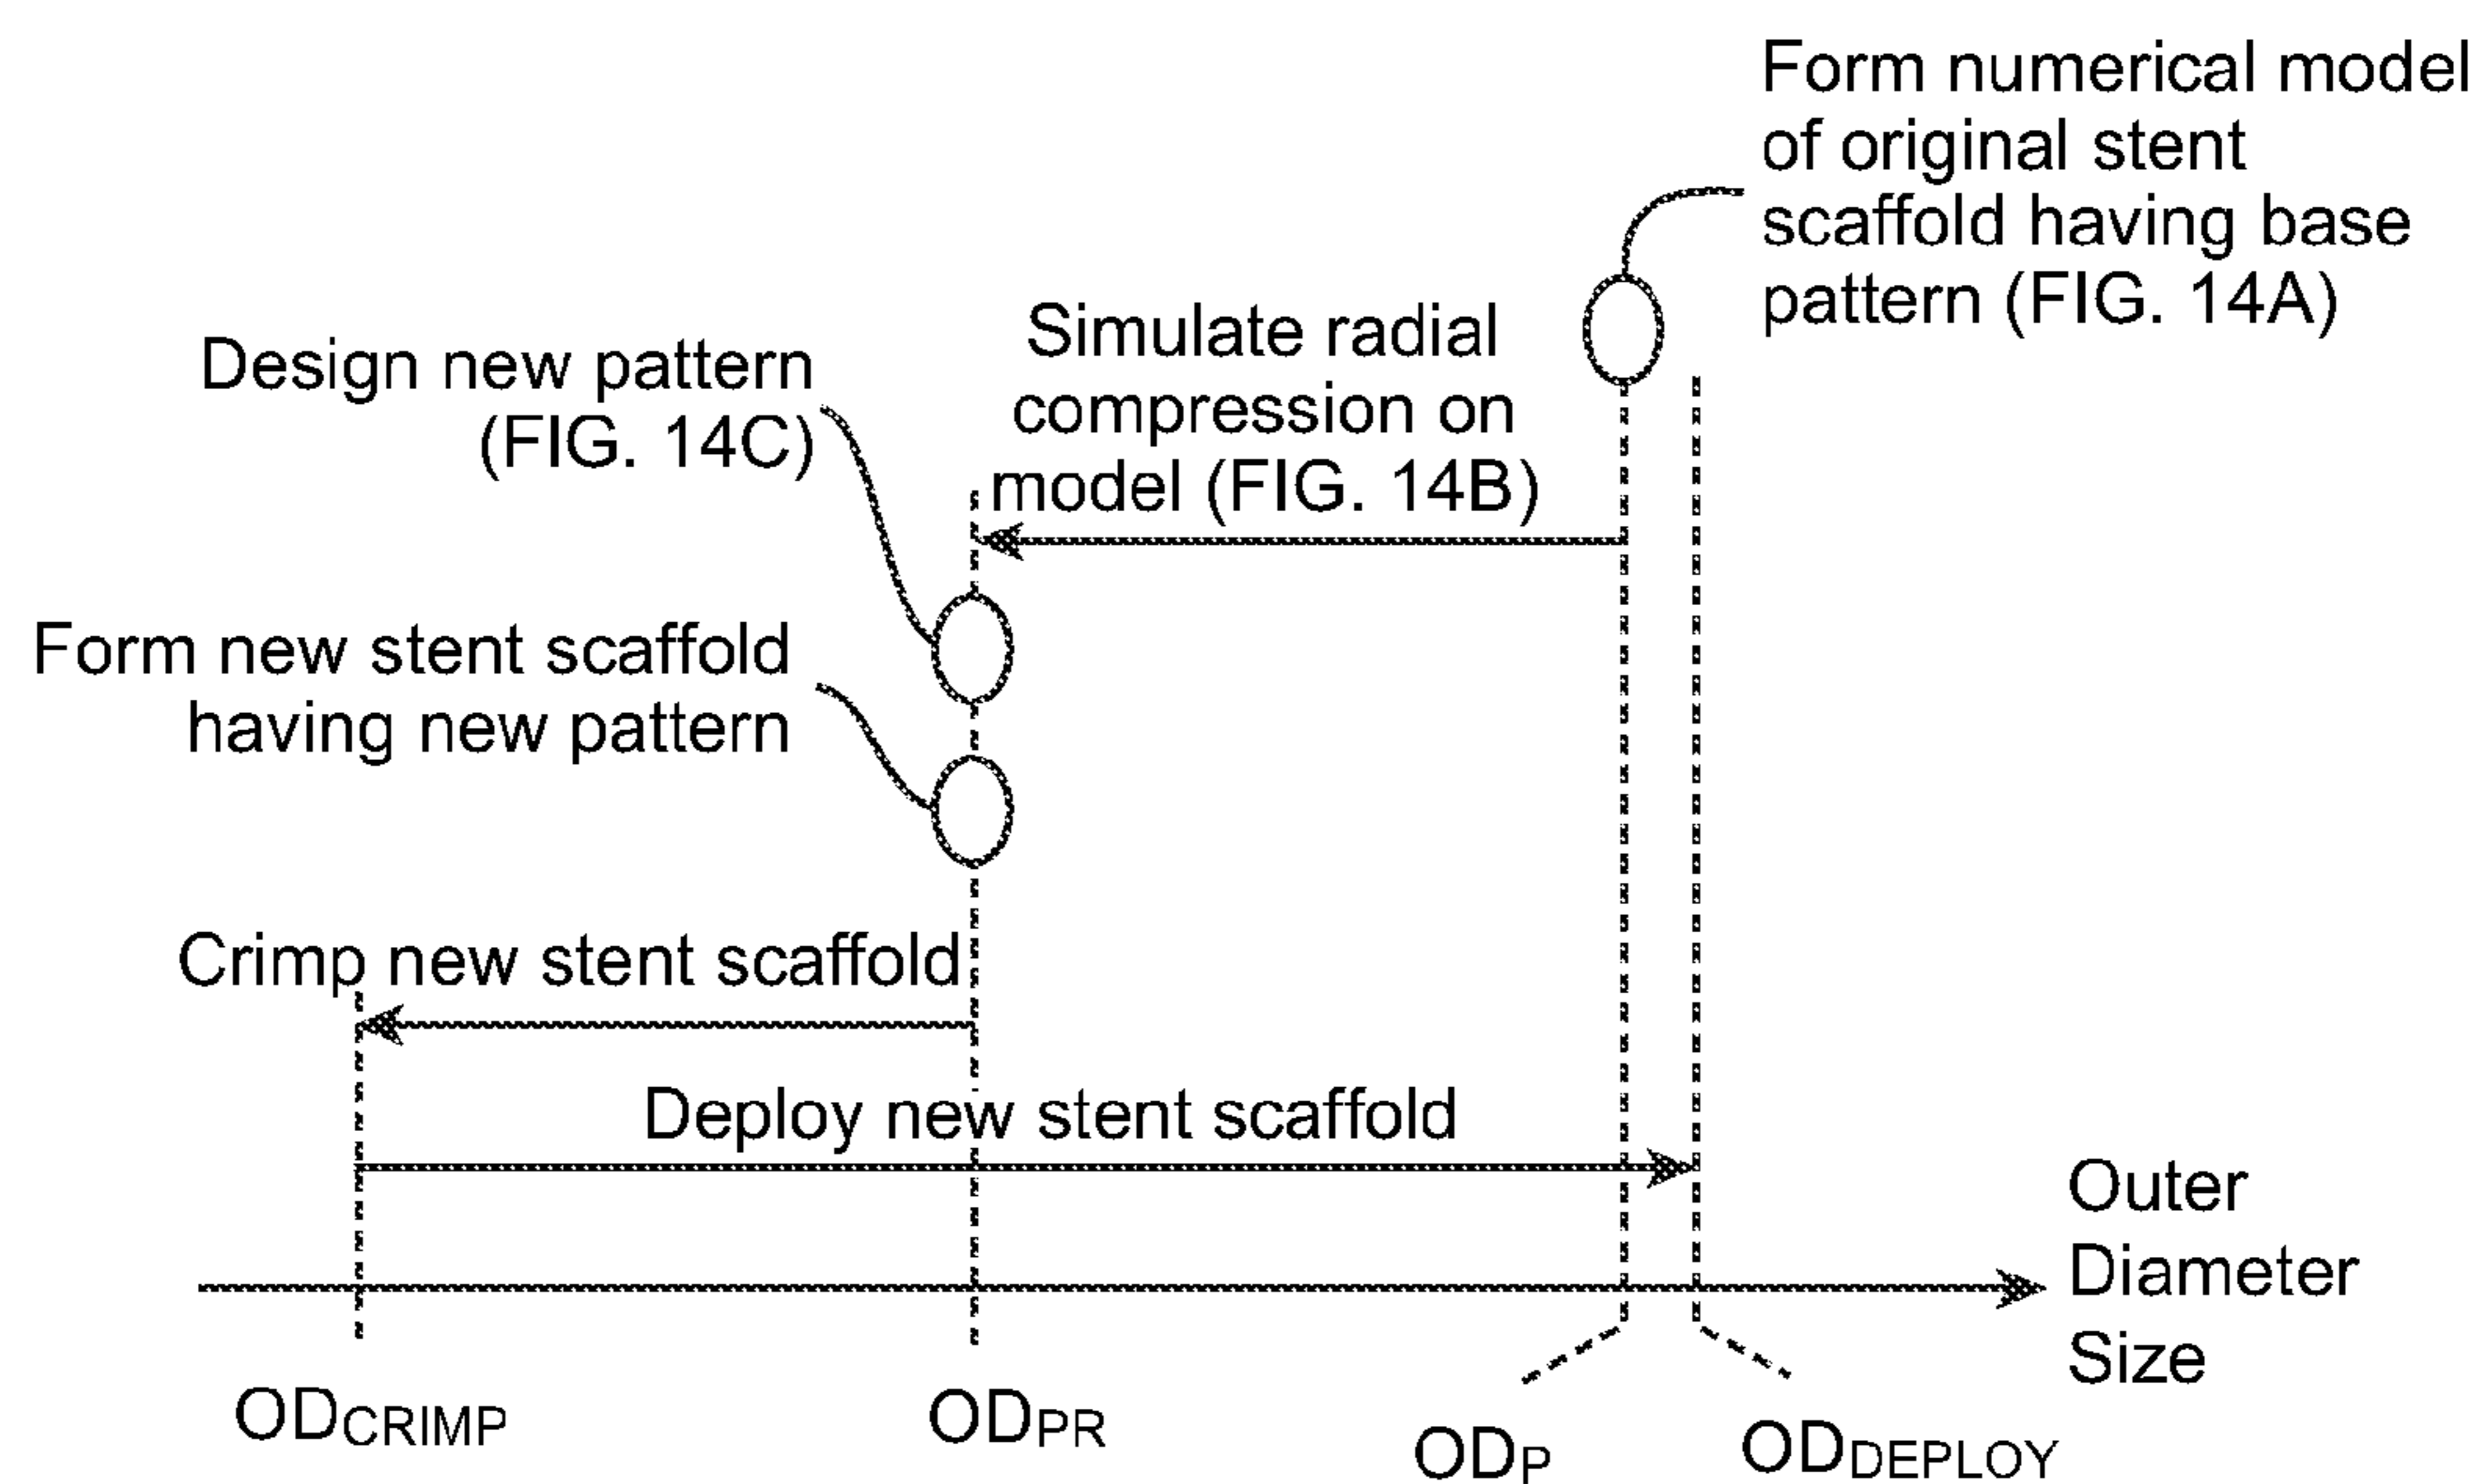 Form numerical model
of original stent
scaffold having base
pattern (FIG. 14A)
Simulate radial
compression on
model (FIG. 14B)
Design new pattern
(FIG. 14C)
Form new stent scaffold
having new pattern
Crimp new stent scaffold
Deploy new stent scaffold
Outer
Diameter
Size
ODCRIMP
ODPR
ODP
ODDEPLOY